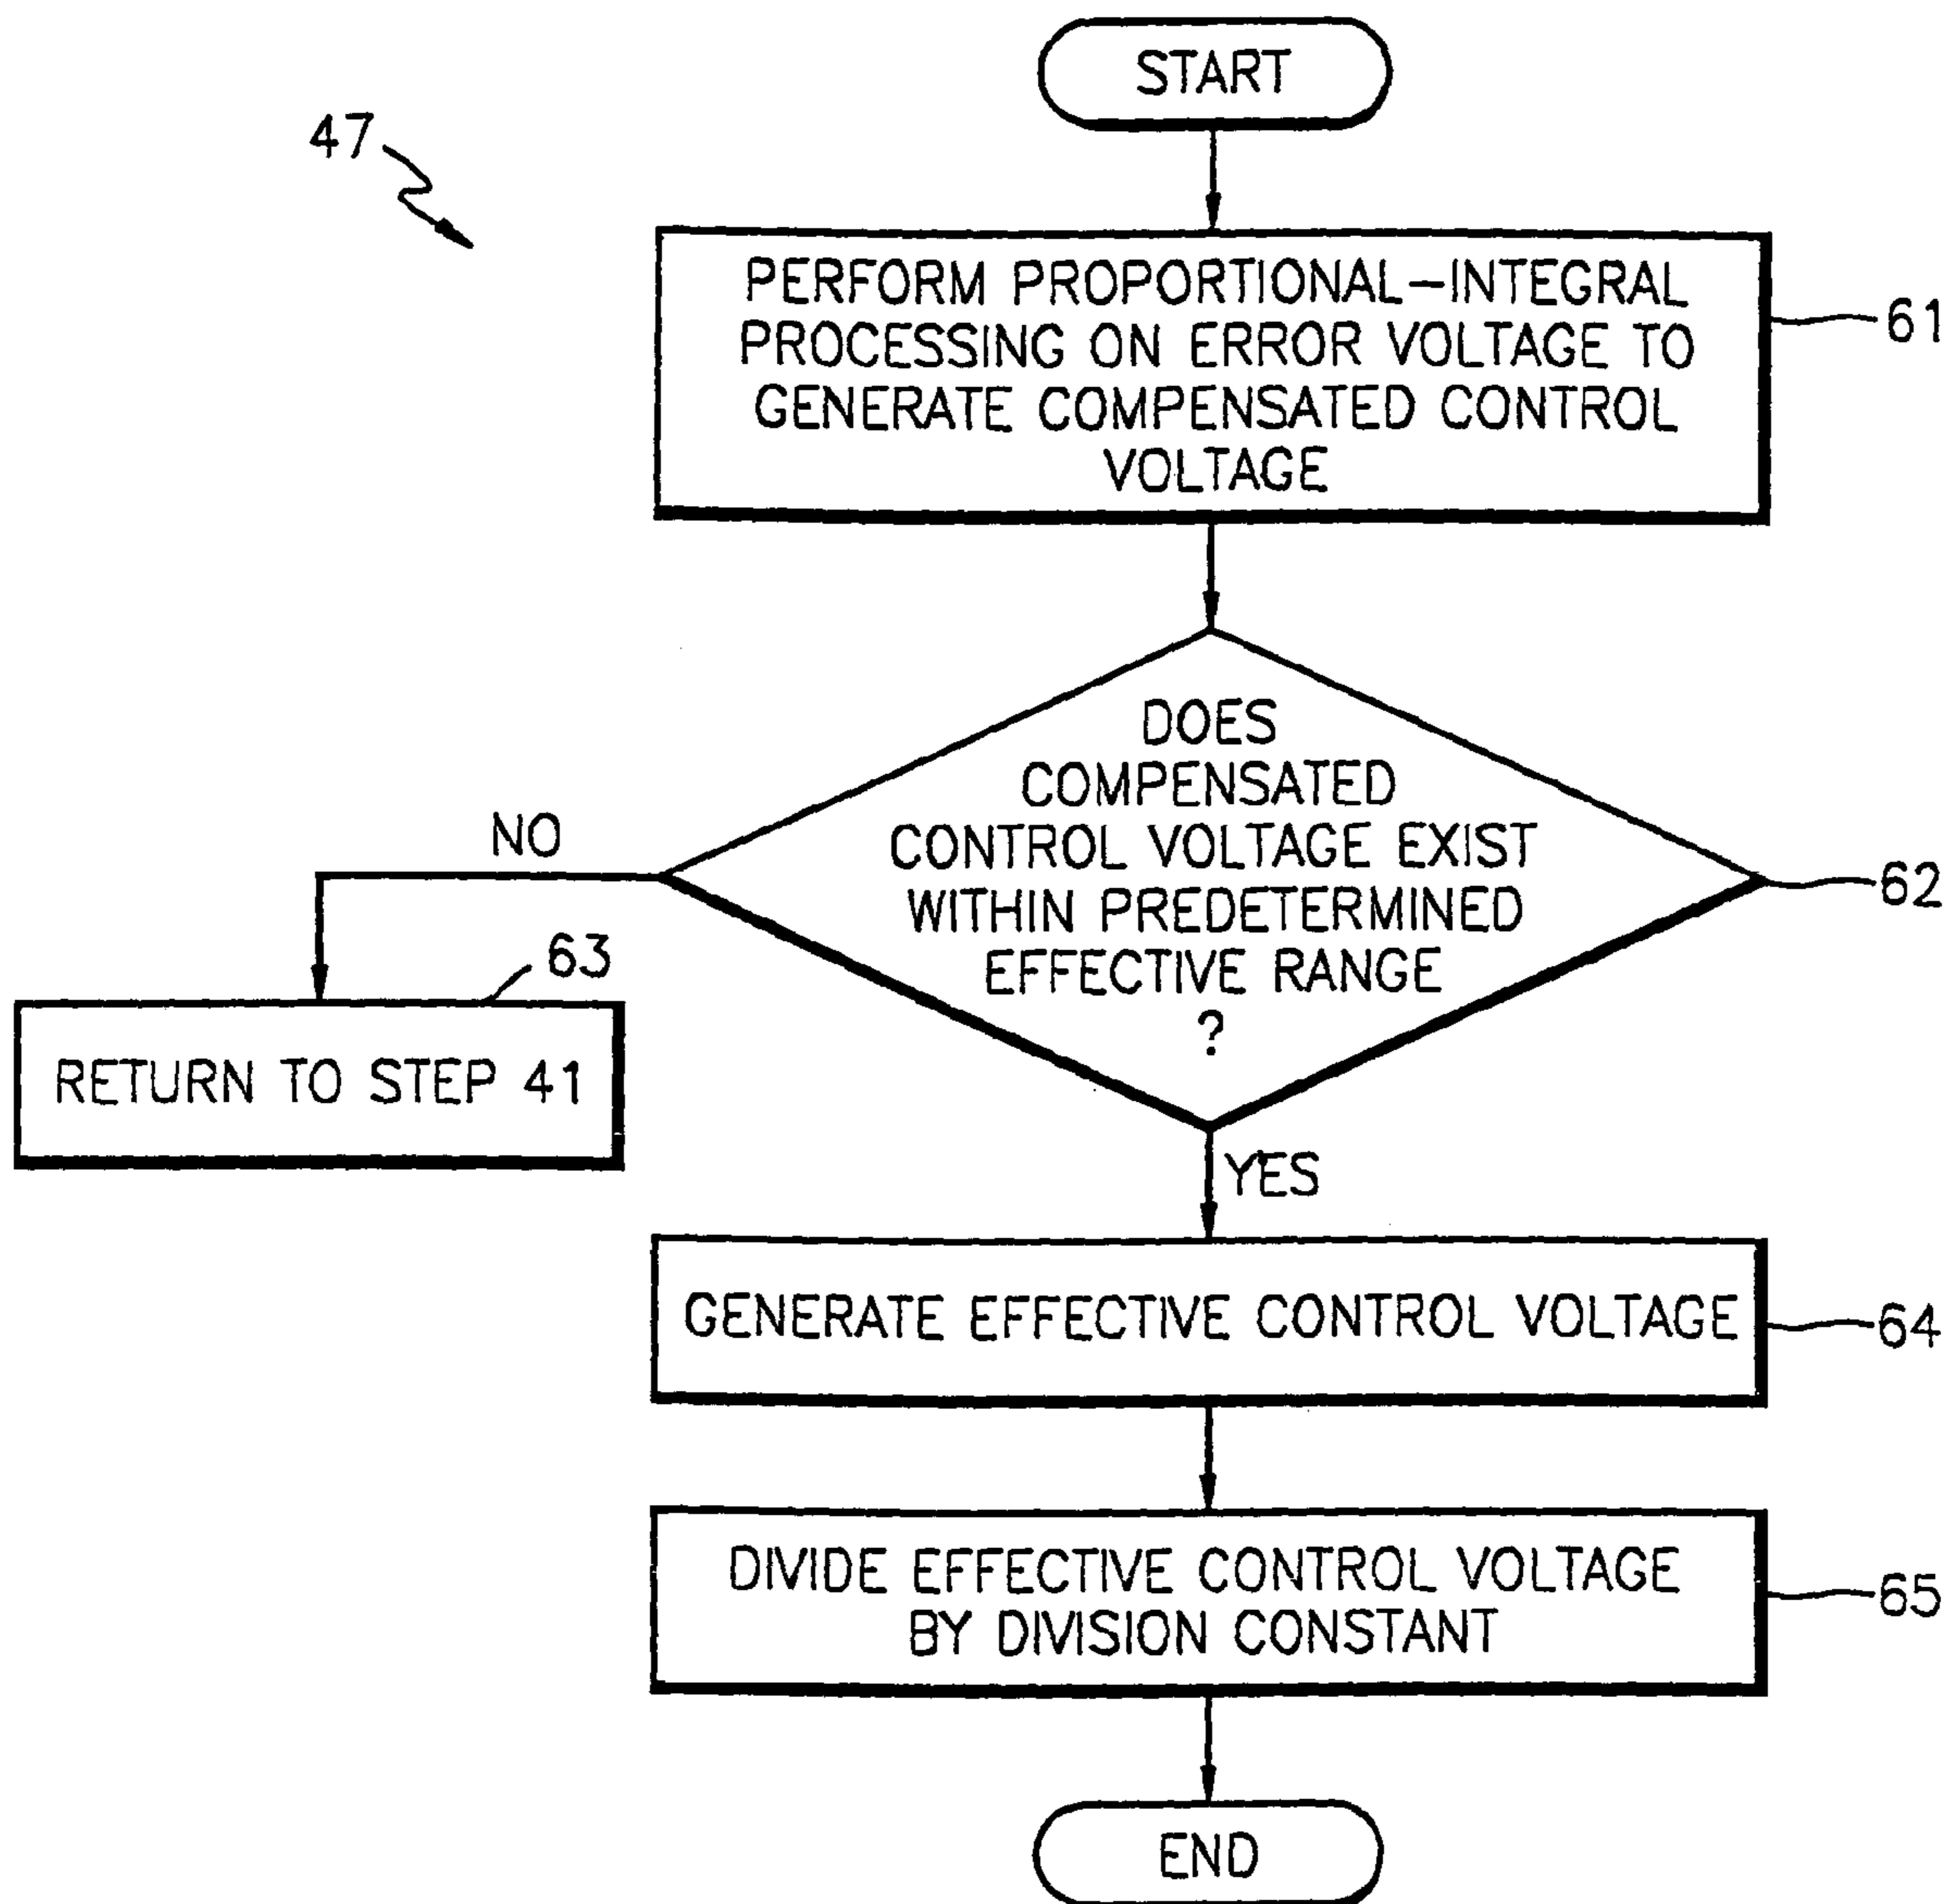 START
47
PERFORM PROPORTIONAL-INTEGRAL
PROCESSING ON ERROR VOLTAGE TO
GENERATE COMPENSATED CONTROL
VOLTAGE
61
DOES
COMPENSATED
CONTROL VOLTAGE EXIST
WITHIN PREDETERMINED
EFFECTIVE RANGE
?
62
NO
63
RETURN TO STEP 41
YES
GENERATE EFFECTIVE CONTROL VOLTAGE
64
DIVIDE EFFECTIVE CONTROL VOLTAGE
BY DIVISION CONSTANT
65
END